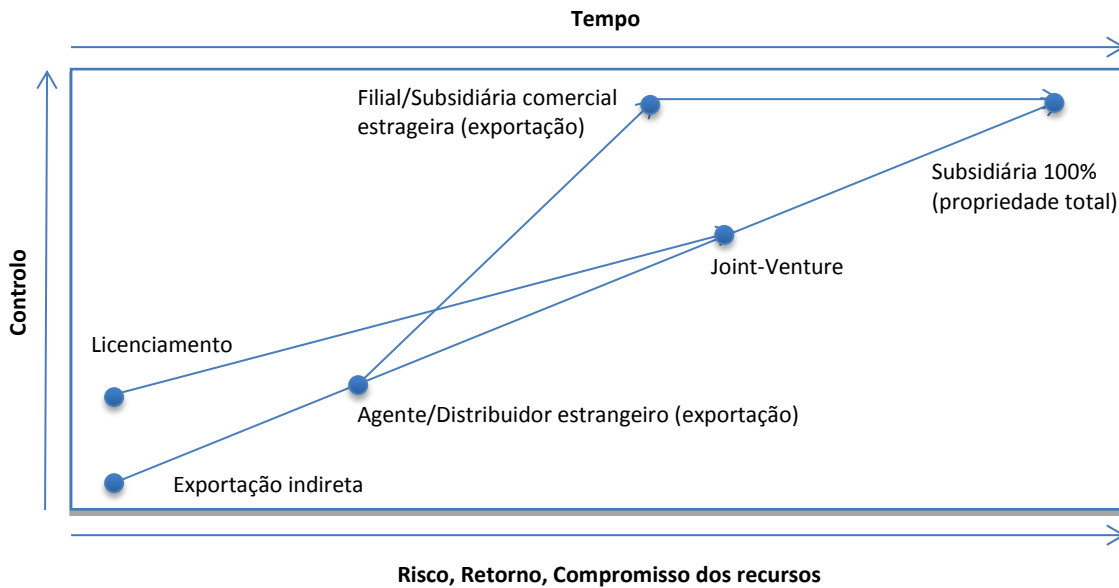 Tempo
Filial/Subsidiária comercial
estrageira (exportação)
Subsidiária 100%
(propriedade total)
Joint-Venture
Controlo
Licenciamento
Agente/Distribuidor estrangeiro (exportação)
Exportação indireta
Risco, Retorno, Compromisso dos recursos